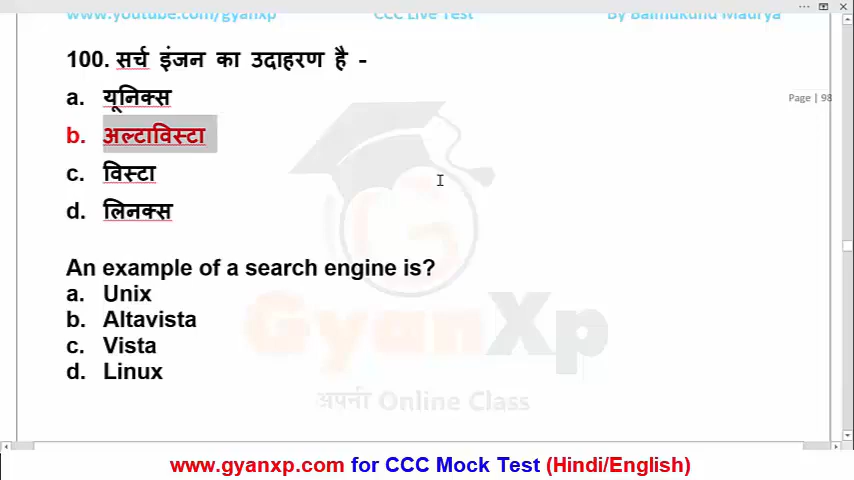 www.youtube.com/gyanxp CCC Live Test By Balmukund Maurya
100. सर्च इंजन का उदाहरण है -
a. यूनिक्स
Page | 98
b. अल्टाविस्टा
c. विस्टा
d. लिनक्स
An example of a search engine is?
a. Unix
b. Altavista
c. Vista
d. Linux
GyanXp
अपनी Online Class
www.gyanxp.com for CCC Mock Test (Hindi/English)